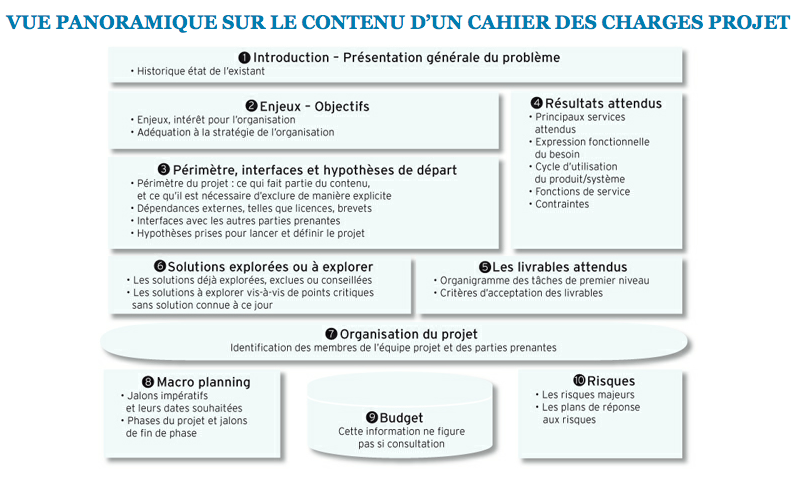 VUE PANORAMIQUE SUR LE CONTENU D'UN CAHIER DES CHARGES PROJET
❶ Introduction – Présentation générale du problème
• Historique état de l'existant
❷ Enjeux – Objectifs
• Enjeux, intérêt pour l'organisation
• Adéquation à la stratégie de l'organisation
❸ Périmètre, interfaces et hypothèses de départ
• Périmètre du projet : ce qui fait partie du contenu,
et ce qu'il est nécessaire d'exclure de manière explicite
• Dépendances externes, telles que licences, brevets
• Interfaces avec les autres parties prenantes
• Hypothèses prises pour lancer et définir le projet
❹ Résultats attendus
• Principaux services
attendus
• Expression fonctionnelle
du besoin
• Cycle d'utilisation
du produit/système
• Fonctions de service
• Contraintes
❻ Solutions explorées ou à explorer
• Les solutions déjà explorées, exclues ou conseillées
• Les solutions à explorer vis-à-vis de points critiques
sans solution connue à ce jour
❺ Les livrables attendus
• Organigramme des tâches de premier niveau
• Critères d'acceptation des livrables
❼ Organisation du projet
Identification des membres de l'équipe projet et des parties prenantes
❽ Macro planning
• Jalons impératifs
et leurs dates souhaitées
• Phases du projet et jalons
de fin de phase
❾ Budget
Cette information ne figure
pas si consultation
❿ Risques
• Les risques majeurs
• Les plans de réponse
aux risques